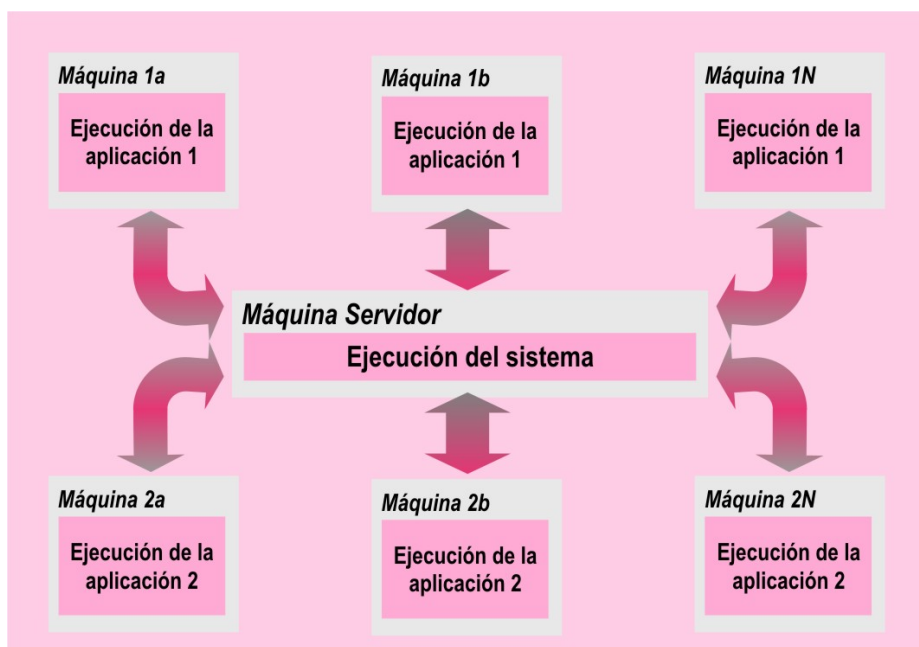 Máquina 1a
Ejecución de la
aplicación 1
Máquina 1b
Ejecución de la
aplicación 1
Máquina 1N
Ejecución de la
aplicación 1
Máquina Servidor
Ejecución del sistema
Máquina 2a
Ejecución de la
aplicación 2
Máquina 2b
Ejecución de la
aplicación 2
Máquina 2N
Ejecución de la
aplicación 2